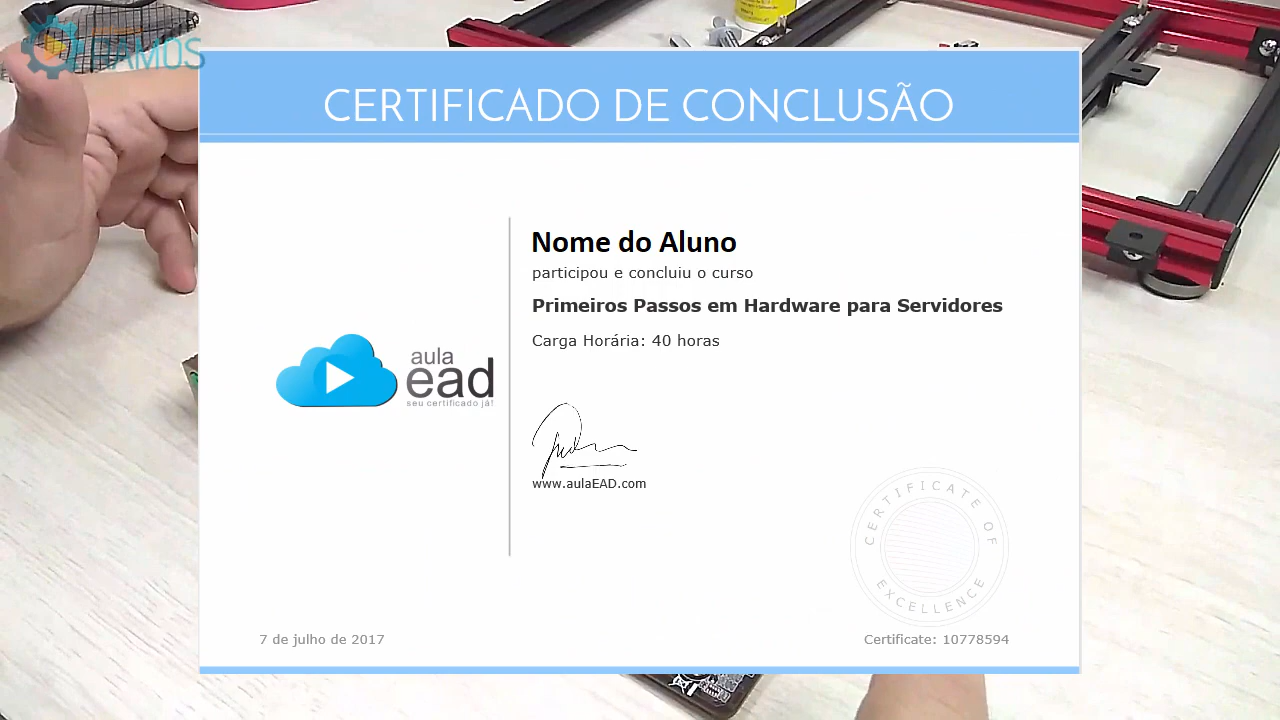 RAMOS
CERTIFICADO DE CONCLUSÃO
Nome do Aluno
participou e concluiu o curso
Primeiros Passos em Hardware para Servidores
Carga Horária: 40 horas
aula
ead
seu certificado já!
www.aulaEAD.com
CERTIFICATE OF
EXCELLENCE
7 de julho de 2017
Certificate: 10778594